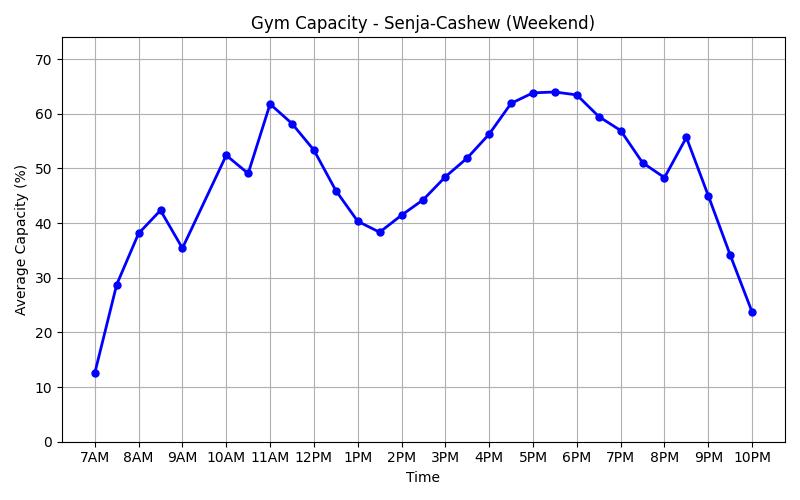 Gym Capacity - Senja-Cashew (Weekend)
Average Capacity (%)
70
60
50
40
30
20
10
0
7AM 8AM 9AM 10AM 11AM 12PM 1PM 2PM 3PM 4PM 5PM 6PM 7PM 8PM 9PM 10PM
Time